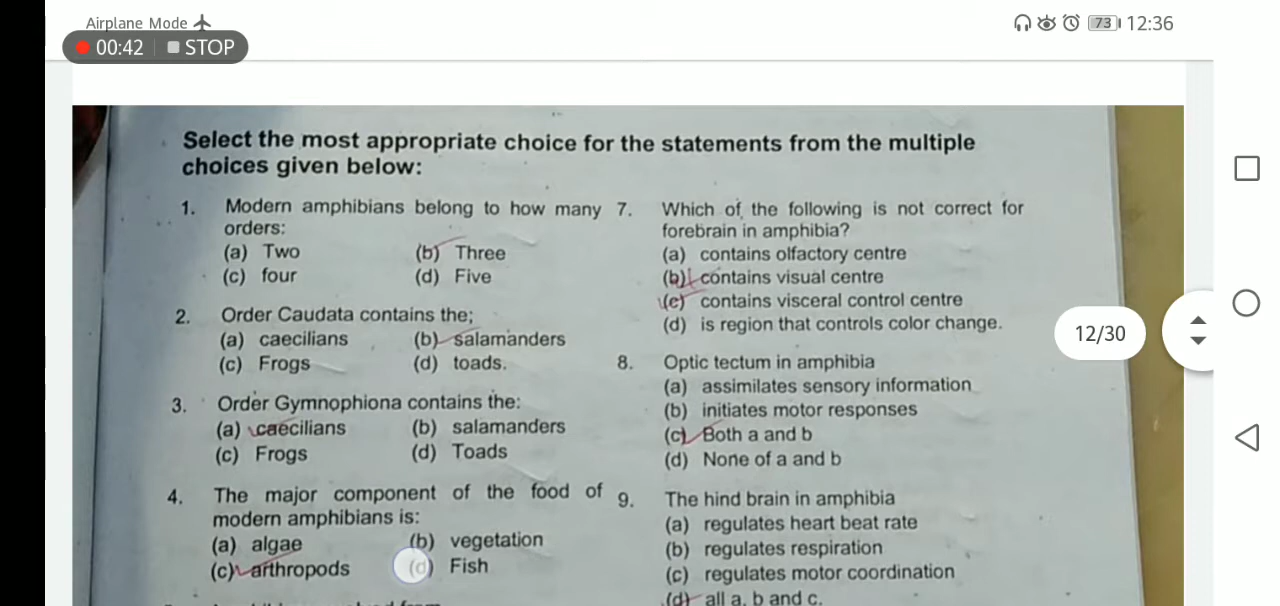 Airplane Mode
73 12:36
00:42 STOP
Select the most appropriate choice for the statements from the multiple
choices given below:
1. Modern amphibians belong to how many
orders:
(a) Two (b) Three
(c) four (d) Five
2. Order Caudata contains the;
(a) caecilians (b) salamanders
(c) Frogs (d) toads.
3. Order Gymnophiona contains the:
(a) caecilians (b) salamanders
(c) Frogs (d) Toads
4. The major component of the food of
modern amphibians is:
(a) algae (b) vegetation
(c) arthropods (d) Fish
7. Which of the following is not correct for
forebrain in amphibia?
(a) contains olfactory centre
(b) contains visual centre
(c) contains visceral control centre
(d) is region that controls color change.
8. Optic tectum in amphibia
(a) assimilates sensory information
(b) initiates motor responses
(c) Both a and b
(d) None of a and b
9. The hind brain in amphibia
(a) regulates heart beat rate
(b) regulates respiration
(c) regulates motor coordination
(d) all a, b and c.
12/30